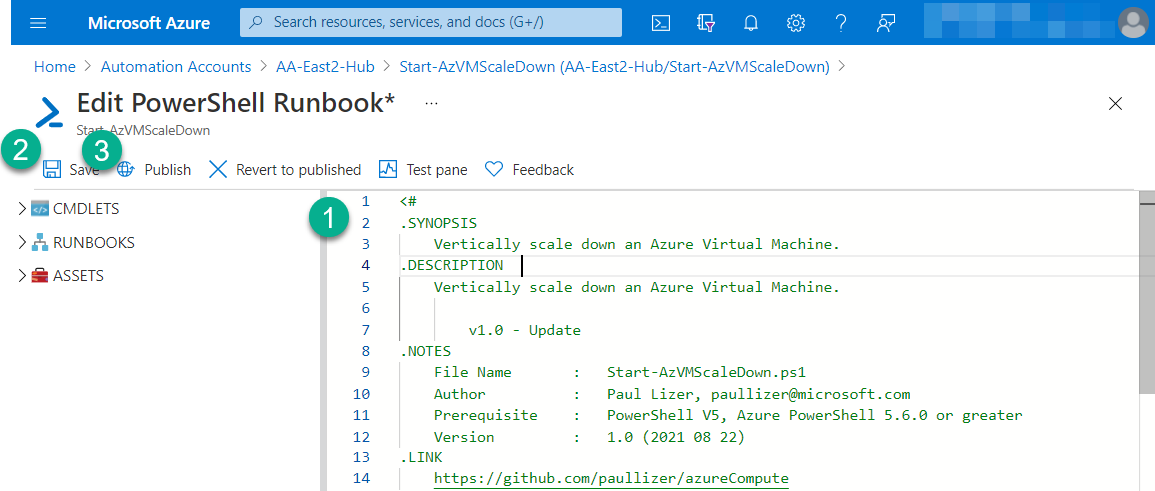 Microsoft Azure Search resources, services, and docs (G+/)
Home > Automation Accounts > AA-East2-Hub > Start-AzVMScaleDown (AA-East2-Hub/Start-AzVMScaleDown) >
Edit PowerShell Runbook* ...
Start-AzVMScaleDown
2 3
Save Publish Revert to published Test pane Feedback
CMDLETS
RUNBOOKS
ASSETS
1
1 <#
2 .SYNOPSIS
3 Vertically scale down an Azure Virtual Machine.
4 .DESCRIPTION
5 Vertically scale down an Azure Virtual Machine.
6
7 v1.0 - Update
8 .NOTES
9 File Name : Start-AzVMScaleDown.ps1
10 Author : Paul Lizer, paullizer@microsoft.com
11 Prerequisite : PowerShell V5, Azure PowerShell 5.6.0 or greater
12 Version : 1.0 (2021 08 22)
13 .LINK
14 https://github.com/paullizer/azureCompute